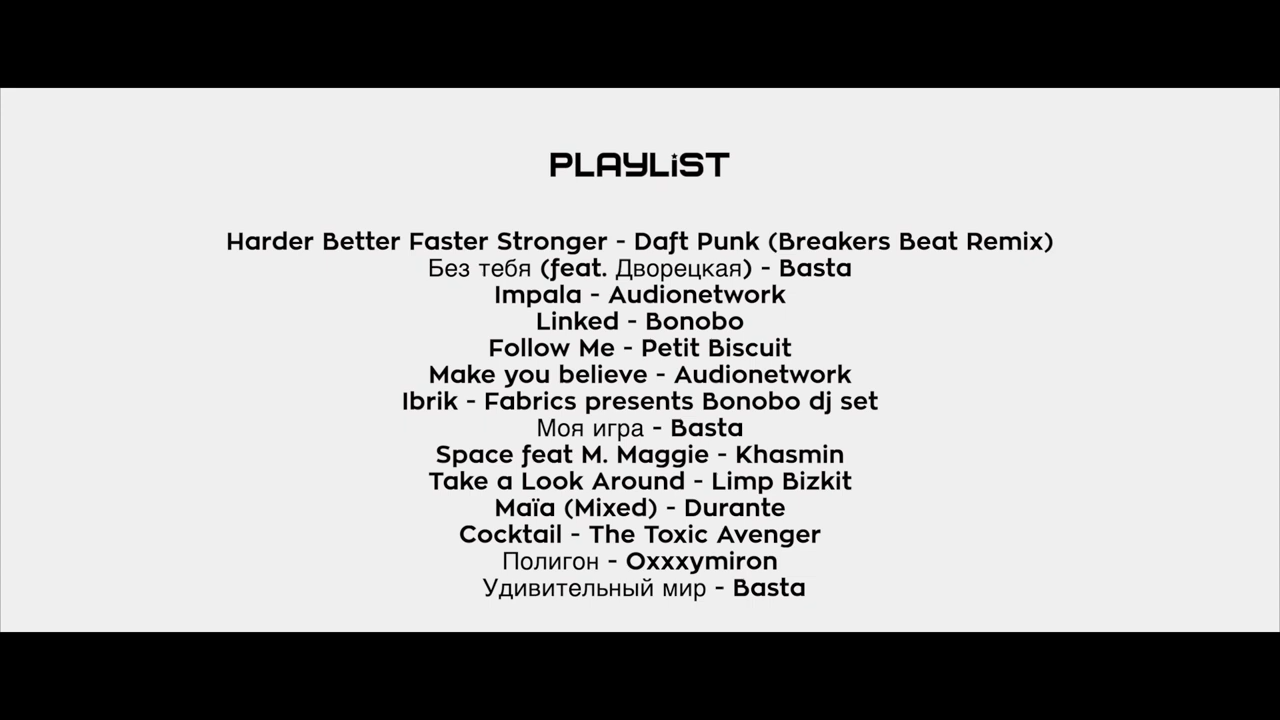 PLAYLiST
Harder Better Faster Stronger - Daft Punk (Breakers Beat Remix)
Без тебя (feat. Дворецкая) - Basta
Impala - Audionetwork
Linked - Bonobo
Follow Me - Petit Biscuit
Make you believe - Audionetwork
Ibrik - Fabrics presents Bonobo dj set
Моя игра - Basta
Space feat M. Maggie - Khasmin
Take a Look Around - Limp Bizkit
Maïa (Mixed) - Durante
Cocktail - The Toxic Avenger
Полигон - Oxxxymiron
Удивительный мир - Basta